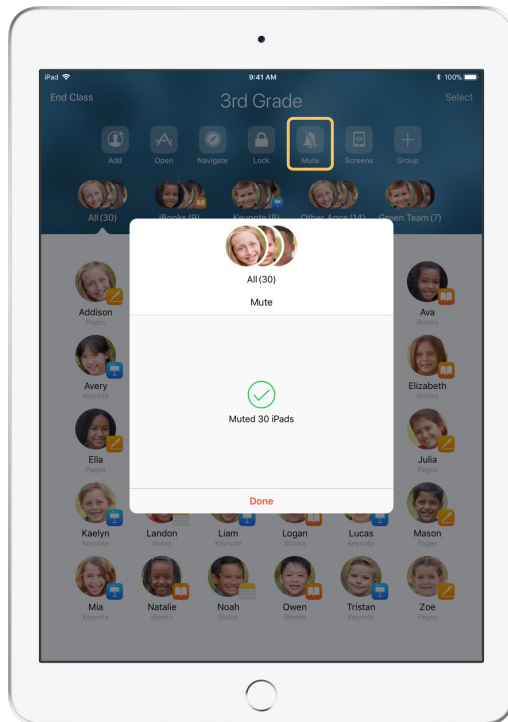 iPad 9:41 AM 100%
End Class 3rd Grade Select
Add Open Navigate Lock Mute Screens Group
All (30) iBooks (9) Keynote (8) Other Apps (14) Green Team (7)
All (30)
Mute
Addison Ava
Pages iBooks
Avery Elizabeth
Keynote iBooks
Muted 30 iPads
Ella Julia
Pages Pages
Done
Kaelyn Landon Liam Logan Lucas Mason
Keynote Notes Keynote iBooks Keynote Pages
Mia Natalie Noah Owen Tristan Zoe
Keynote iBooks Notes iBooks Keynote Pages